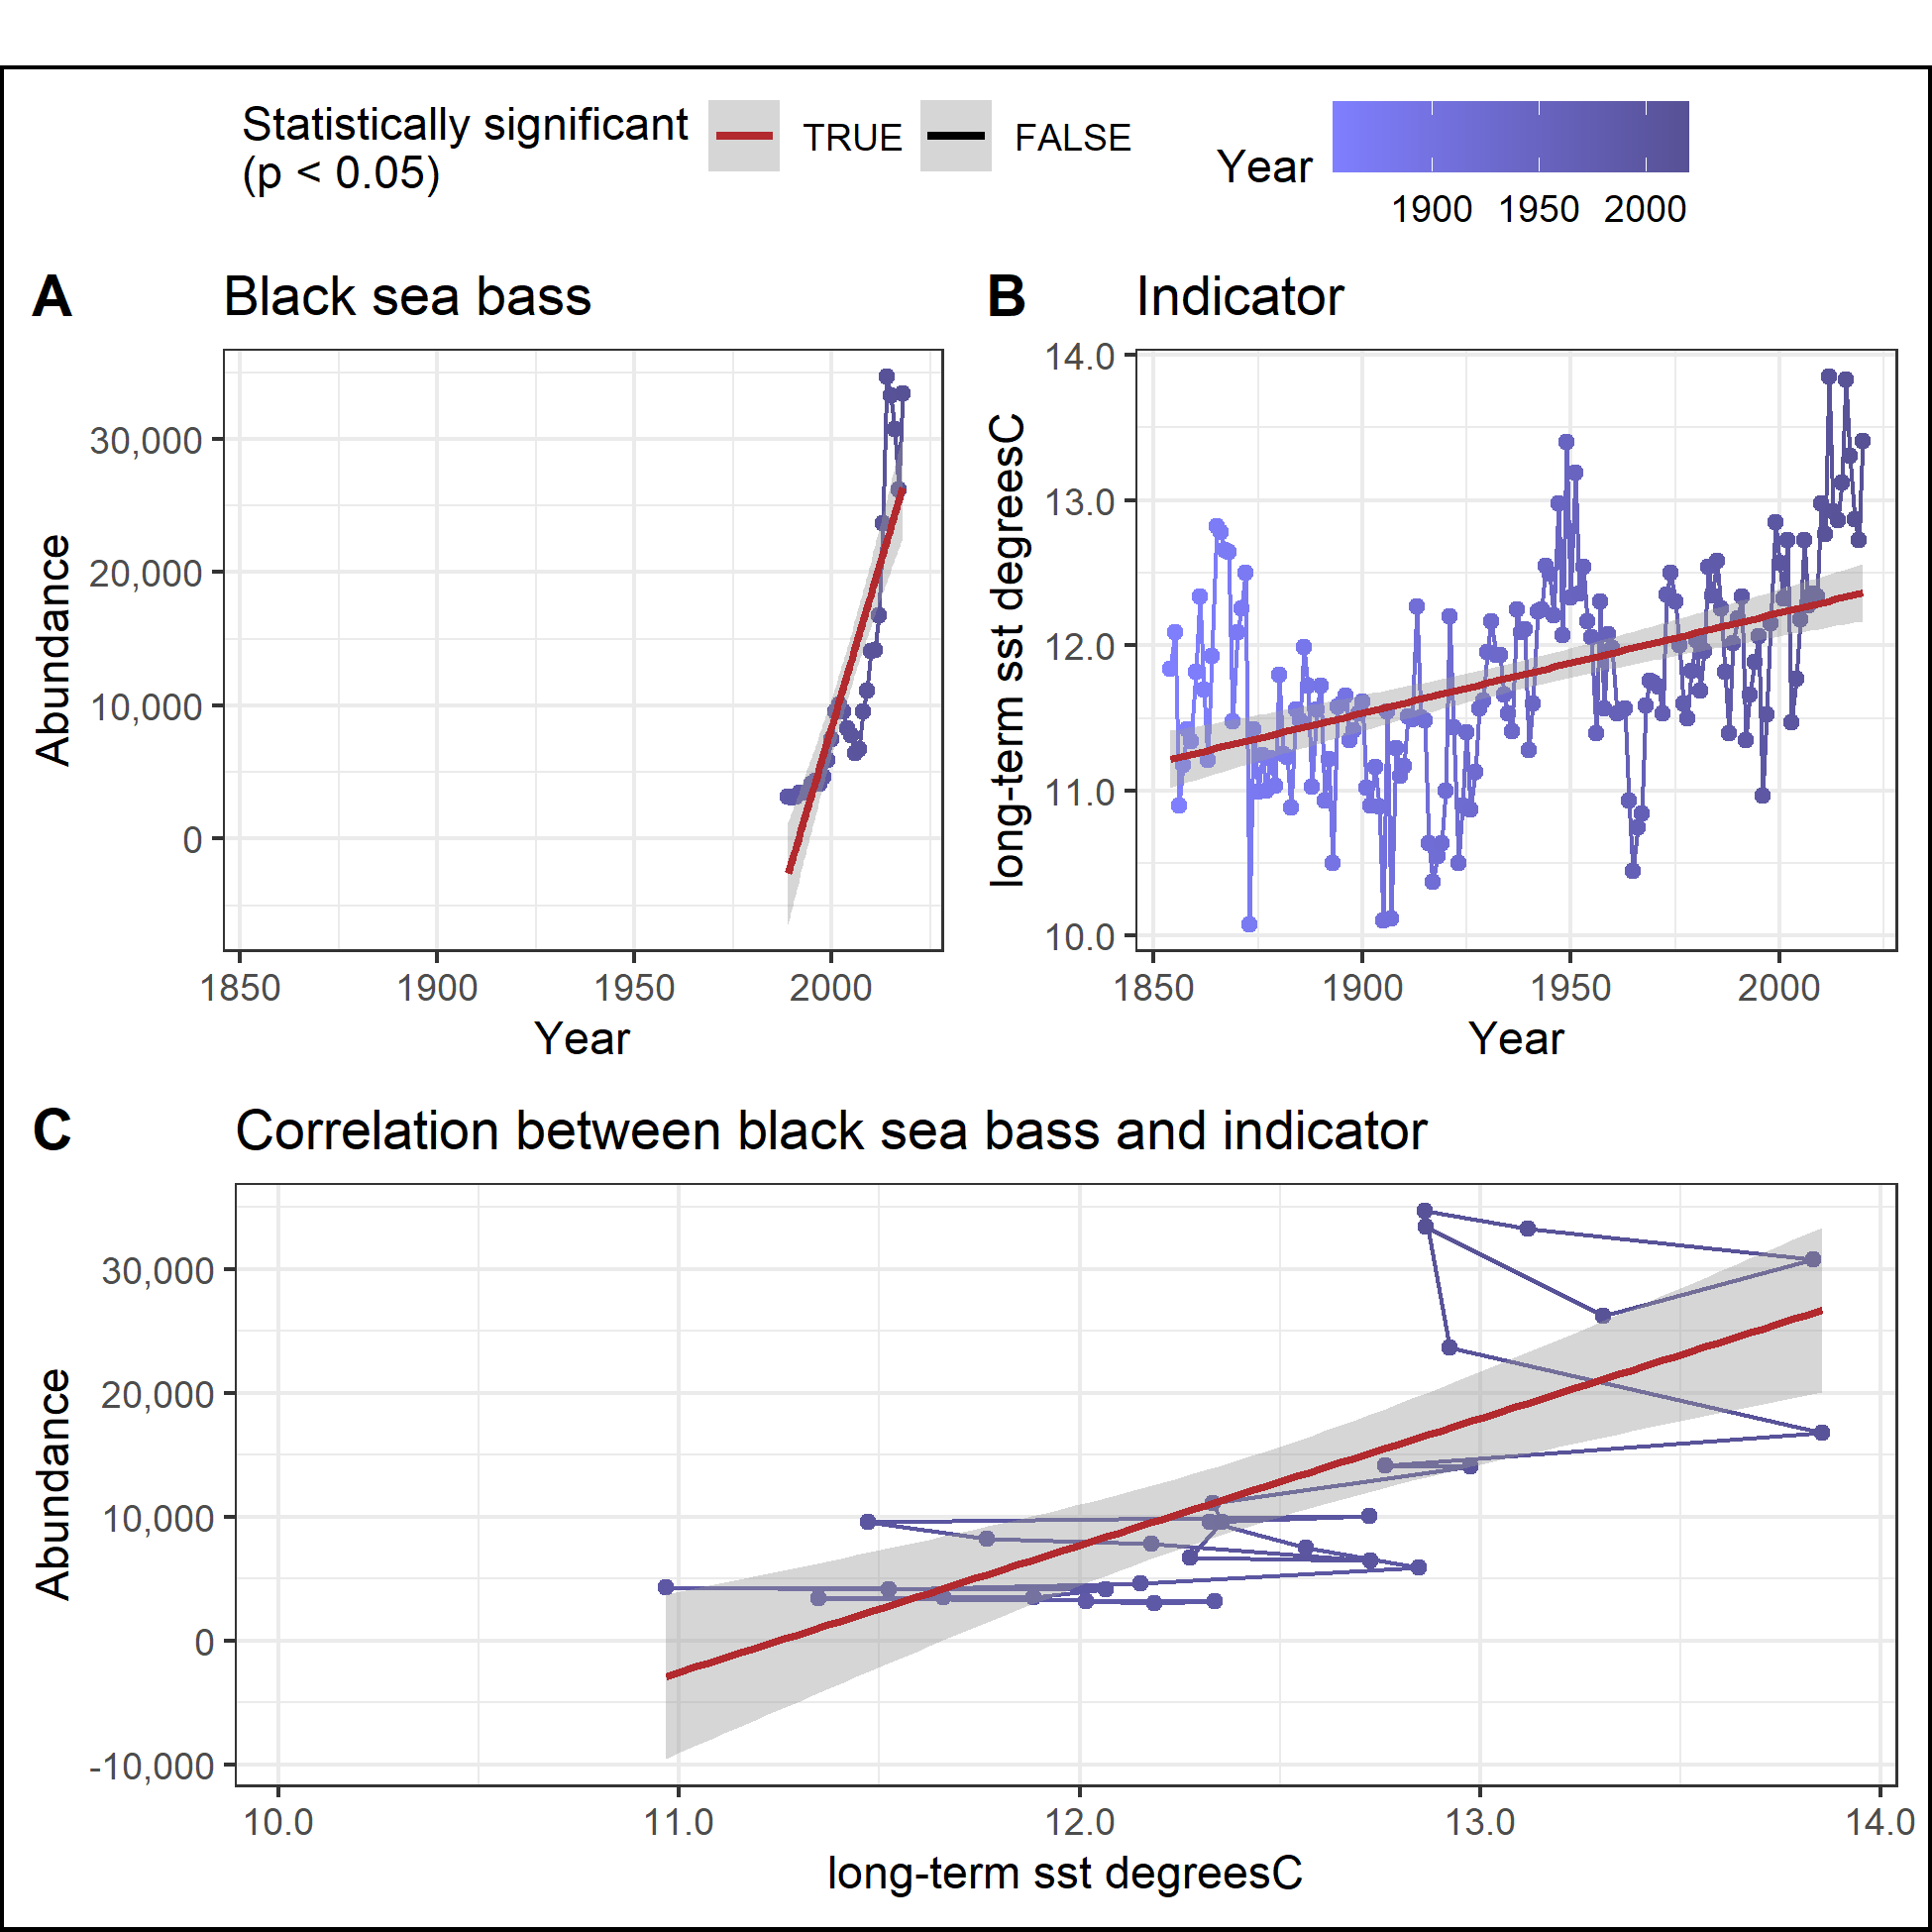 Statistically significant
(p < 0.05)
TRUE
FALSE
Year
1900
1950
2000
A
Black sea bass
Abundance
30,000
20,000
10,000
0
1850
1900
1950
2000
Year
B
Indicator
long-term sst degreesC
14.0
13.0
12.0
11.0
10.0
1850
1900
1950
2000
Year
C
Correlation between black sea bass and indicator
Abundance
30,000
20,000
10,000
0
-10,000
10.0
11.0
12.0
13.0
14.0
long-term sst degreesC